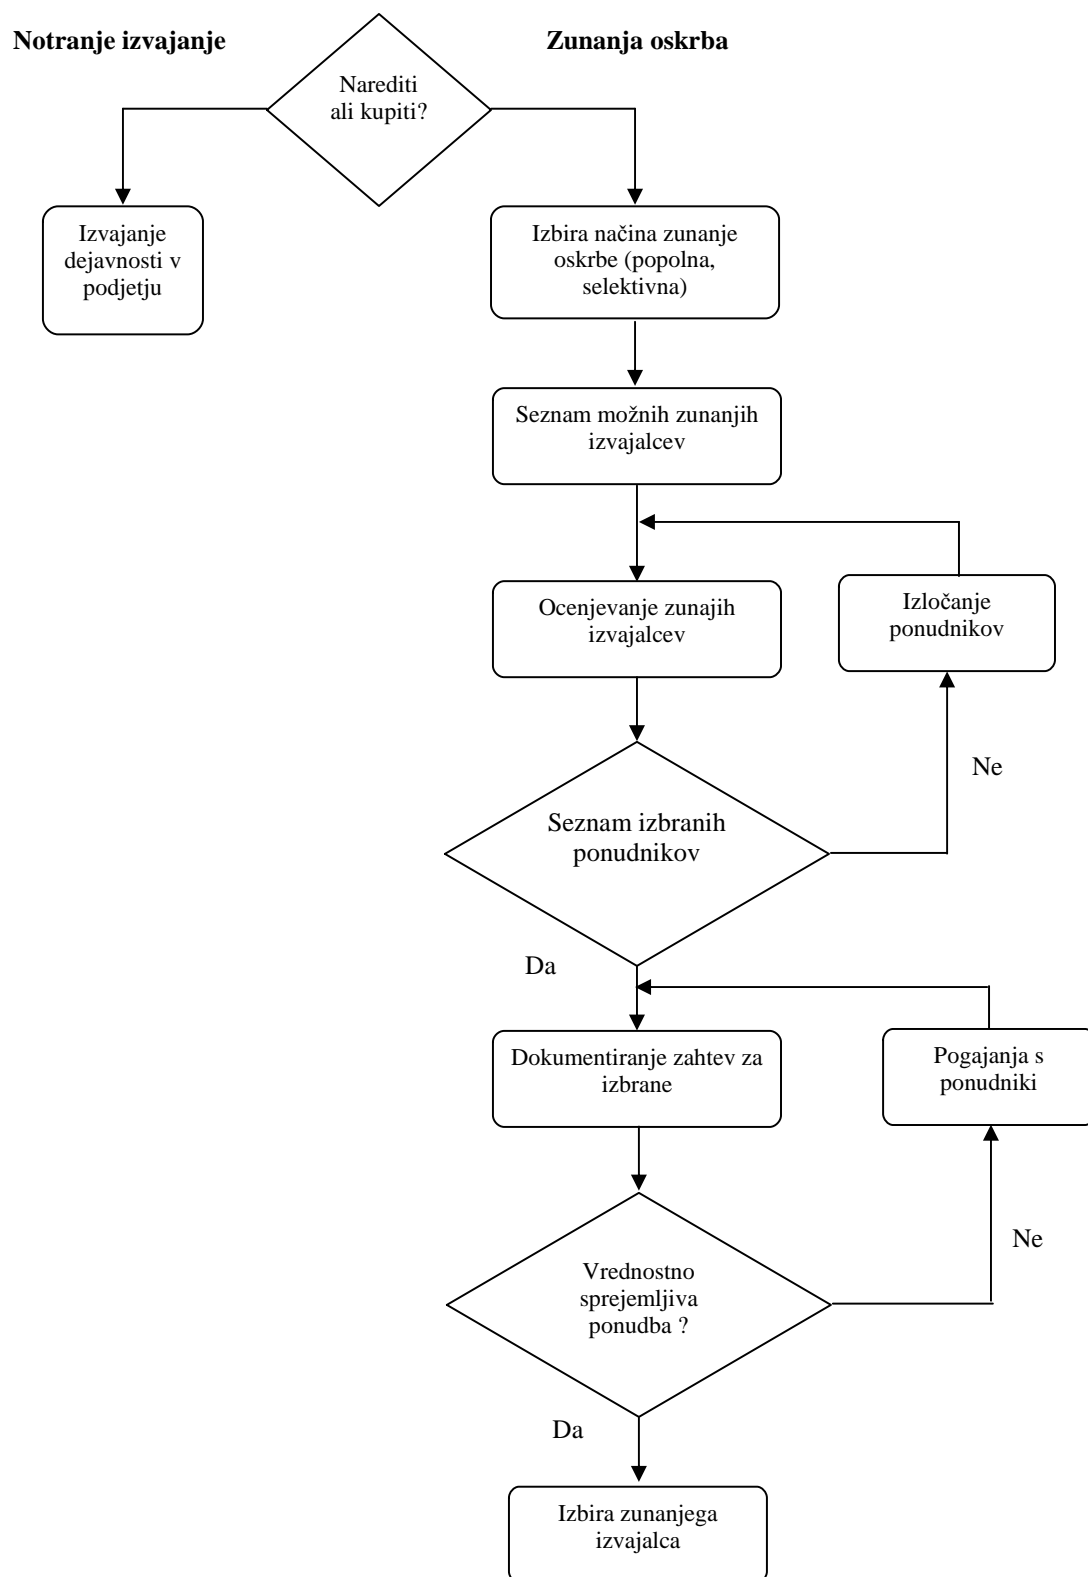 Notranje izvajanje
Zunanja oskrba
Narediti
ali kupiti?
Izvajanje
dejavnosti v
podjetju
Izbira načina zunanje
oskrbe (popolna,
selektivna)
Seznam možnih zunanjih
izvajalcev
Ocenjevanje zunajih
izvajalcev
Izločanje
ponudnikov
Ne
Seznam izbranih
ponudnikov
Da
Dokumentiranje zahtev za
izbrane
Pogajanja s
ponudniki
Ne
Vrednostno
sprejemljiva
ponudba ?
Da
Izbira zunanjega
izvajalca